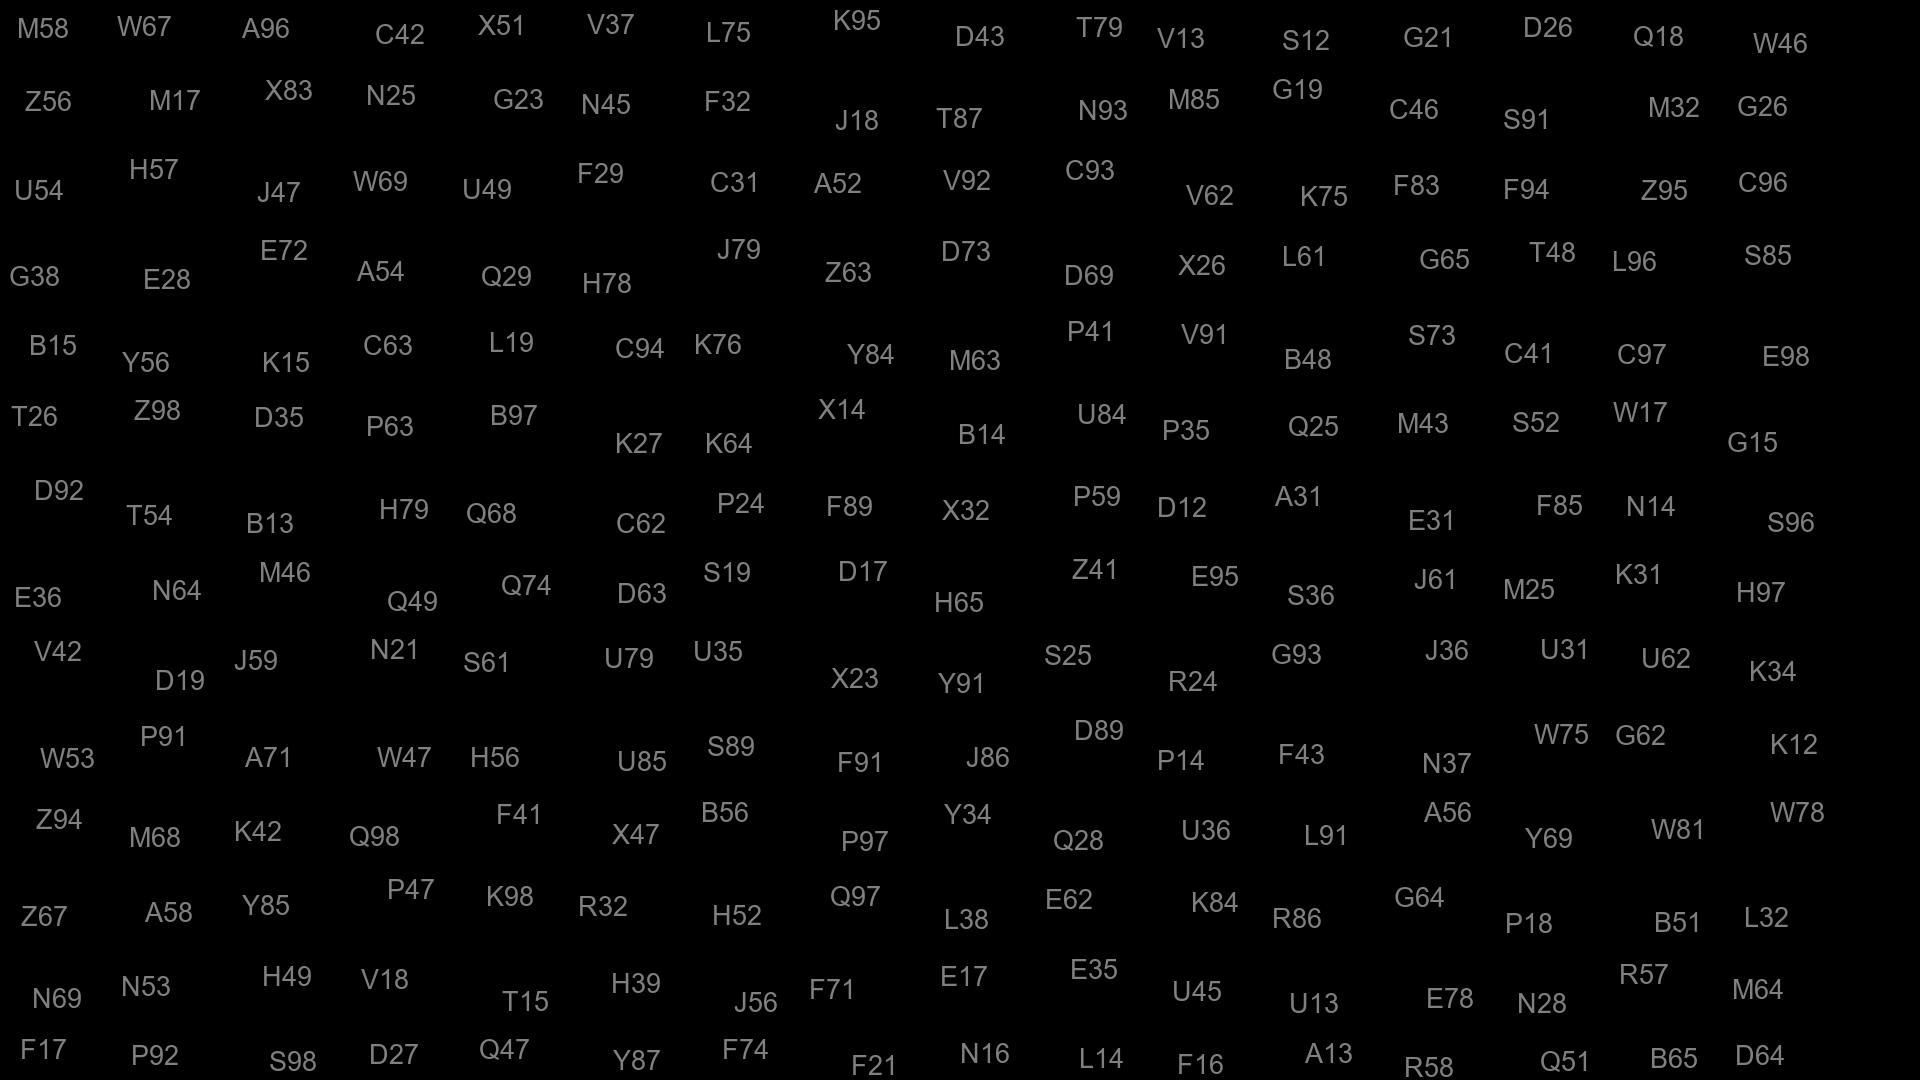 M58 W67 A96 C42 X51 V37 L75 K95 D43 T79 V13 S12 G21 D26 Q18 W46
Z56 M17 X83 N25 G23 N45 F32 J18 T87 N93 M85 G19 C46 S91 M32 G26
U54 H57 J47 W69 U49 F29 C31 A52 V92 C93 V62 K75 F83 F94 Z95 C96
G38 E28 E72 A54 Q29 H78 J79 Z63 D73 D69 X26 L61 G65 T48 L96 S85
B15 Y56 K15 C63 L19 C94 K76 Y84 M63 P41 V91 B48 S73 C41 C97 E98
T26 Z98 D35 P63 B97 K27 K64 X14 B14 U84 P35 Q25 M43 S52 W17 G15
D92 T54 B13 H79 Q68 C62 P24 F89 X32 P59 D12 A31 E31 F85 N14 S96
E36 N64 M46 Q49 Q74 D63 S19 D17 H65 Z41 E95 S36 J61 M25 K31 H97
V42 D19 J59 N21 S61 U79 U35 X23 Y91 S25 R24 G93 J36 U31 U62 K34
W53 P91 A71 W47 H56 U85 S89 F91 J86 D89 P14 F43 N37 W75 G62 K12
Z94 M68 K42 Q98 F41 X47 B56 P97 Y34 Q28 U36 L91 A56 Y69 W81 W78
Z67 A58 Y85 P47 K98 R32 H52 Q97 L38 E62 K84 R86 G64 P18 B51 L32
N69 N53 H49 V18 T15 H39 J56 F71 E17 E35 U45 U13 E78 N28 R57 M64
F17 P92 S98 D27 Q47 Y87 F74 F21 N16 L14 F16 A13 R58 Q51 B65 D64